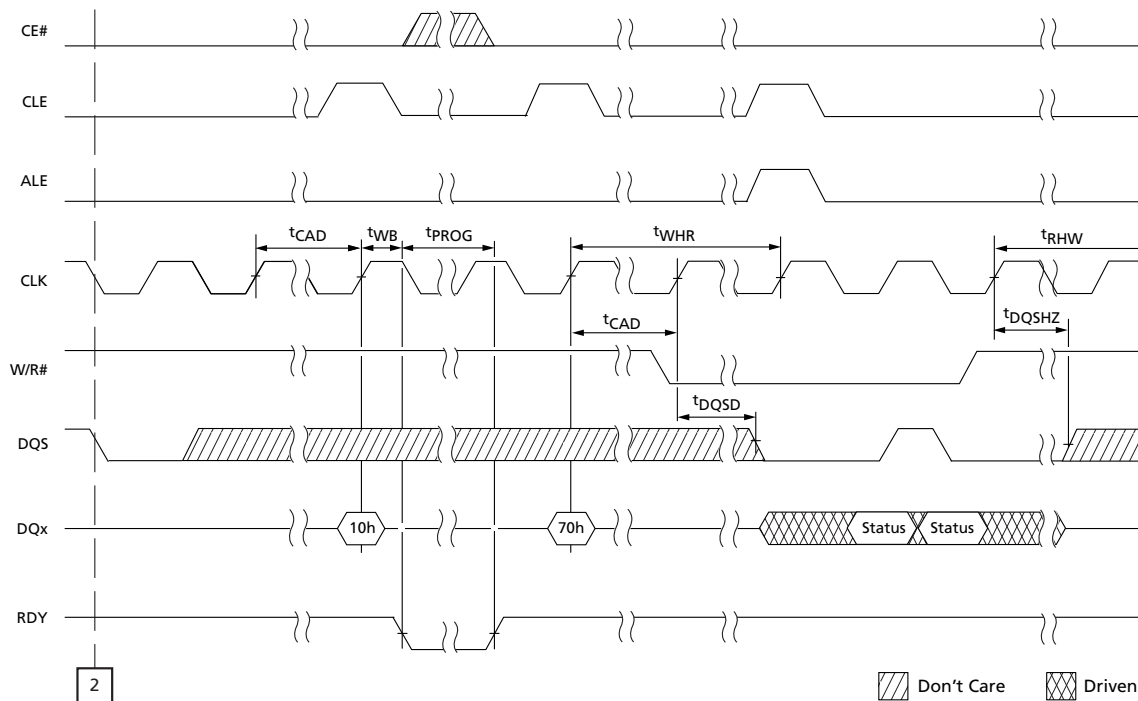 CE#
CLE
ALE
tCAD
tWB
tPROG
tWHR
tRHW
CLK
tCAD
tDQSHZ
W/R#
tDQSD
DQS
DQx
10h
70h
Status
Status
RDY
2
Don't Care
Driven